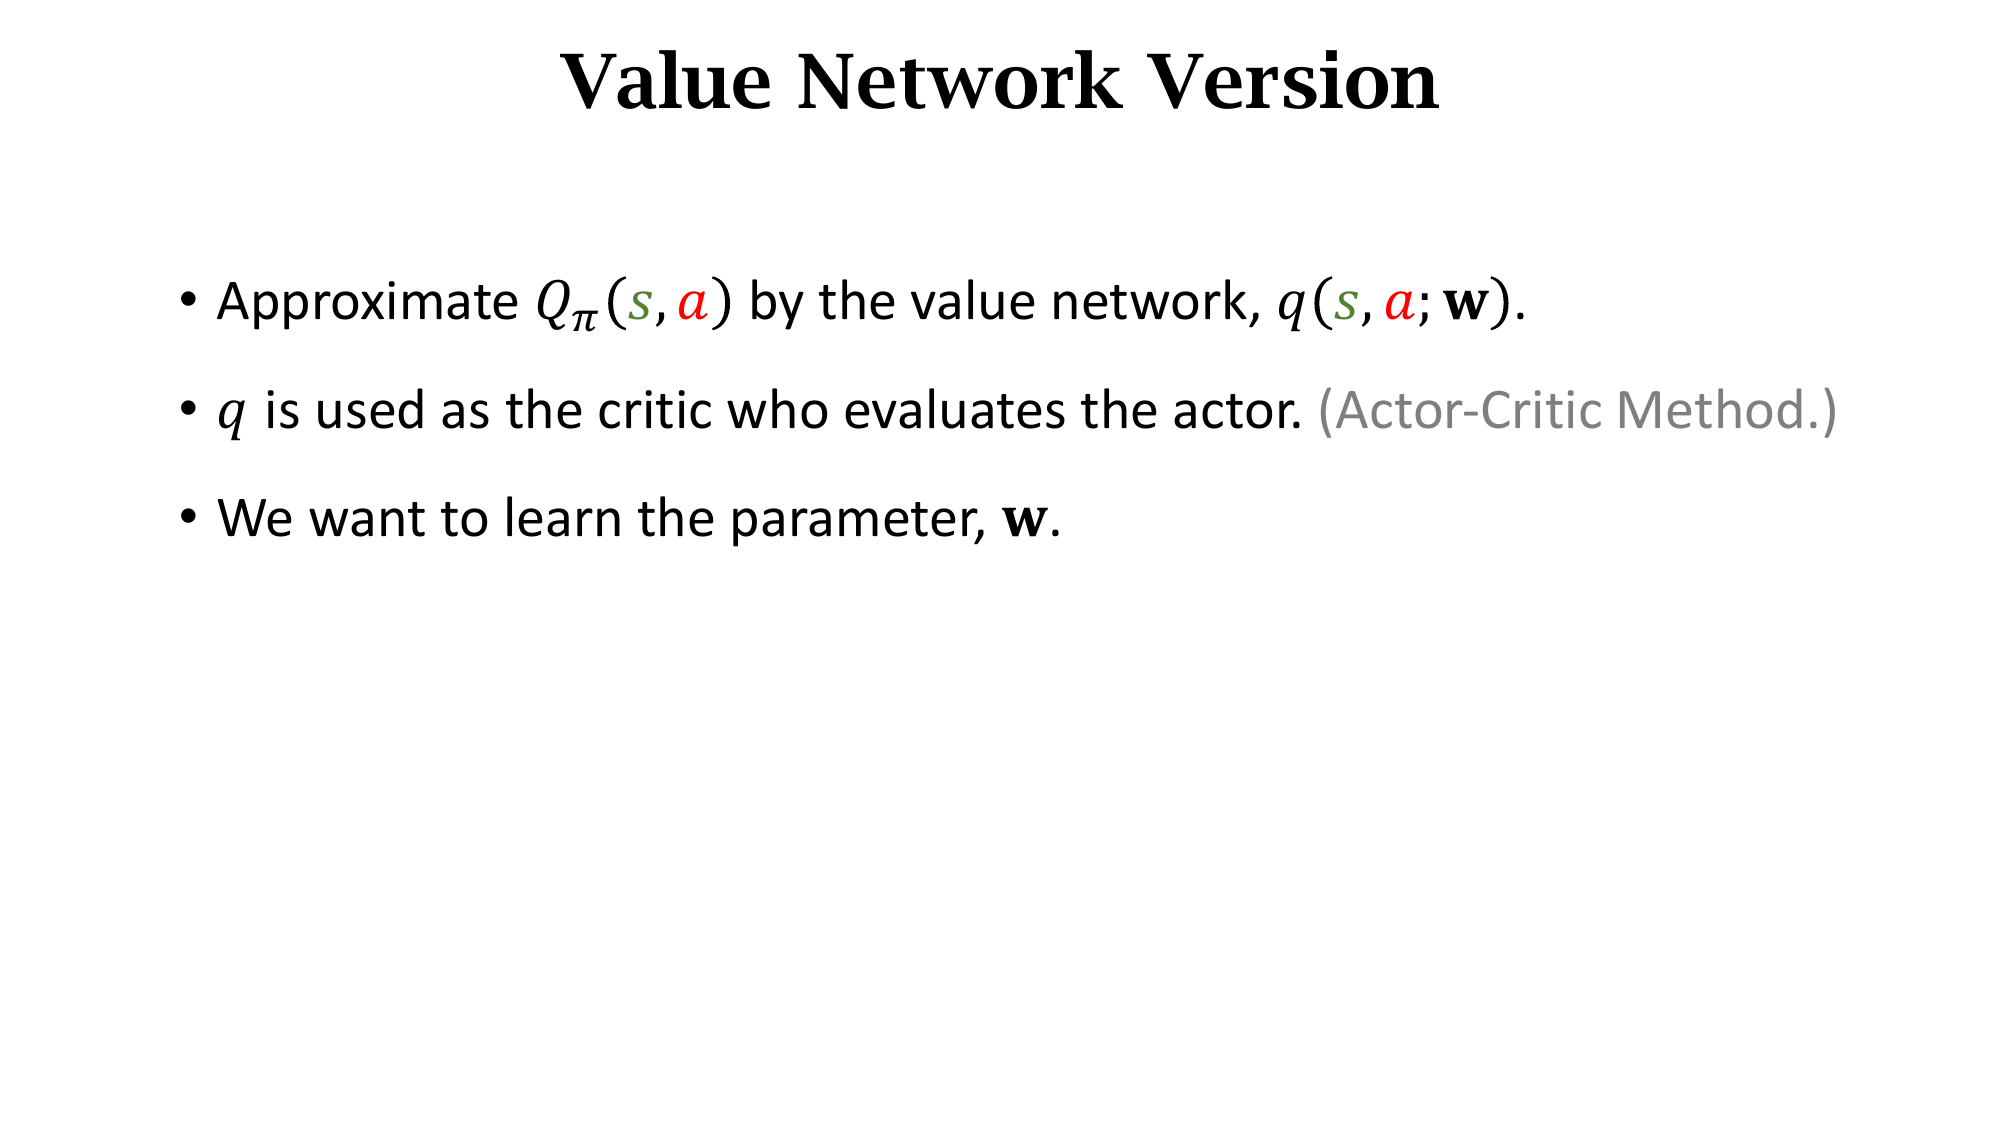 Value Network Version
• Approximate $Q_\pi(s, a)$ by the value network, $q(s, a; \mathbf{w})$.
• $q$ is used as the critic who evaluates the actor. (Actor-Critic Method.)
• We want to learn the parameter, $\mathbf{w}$.